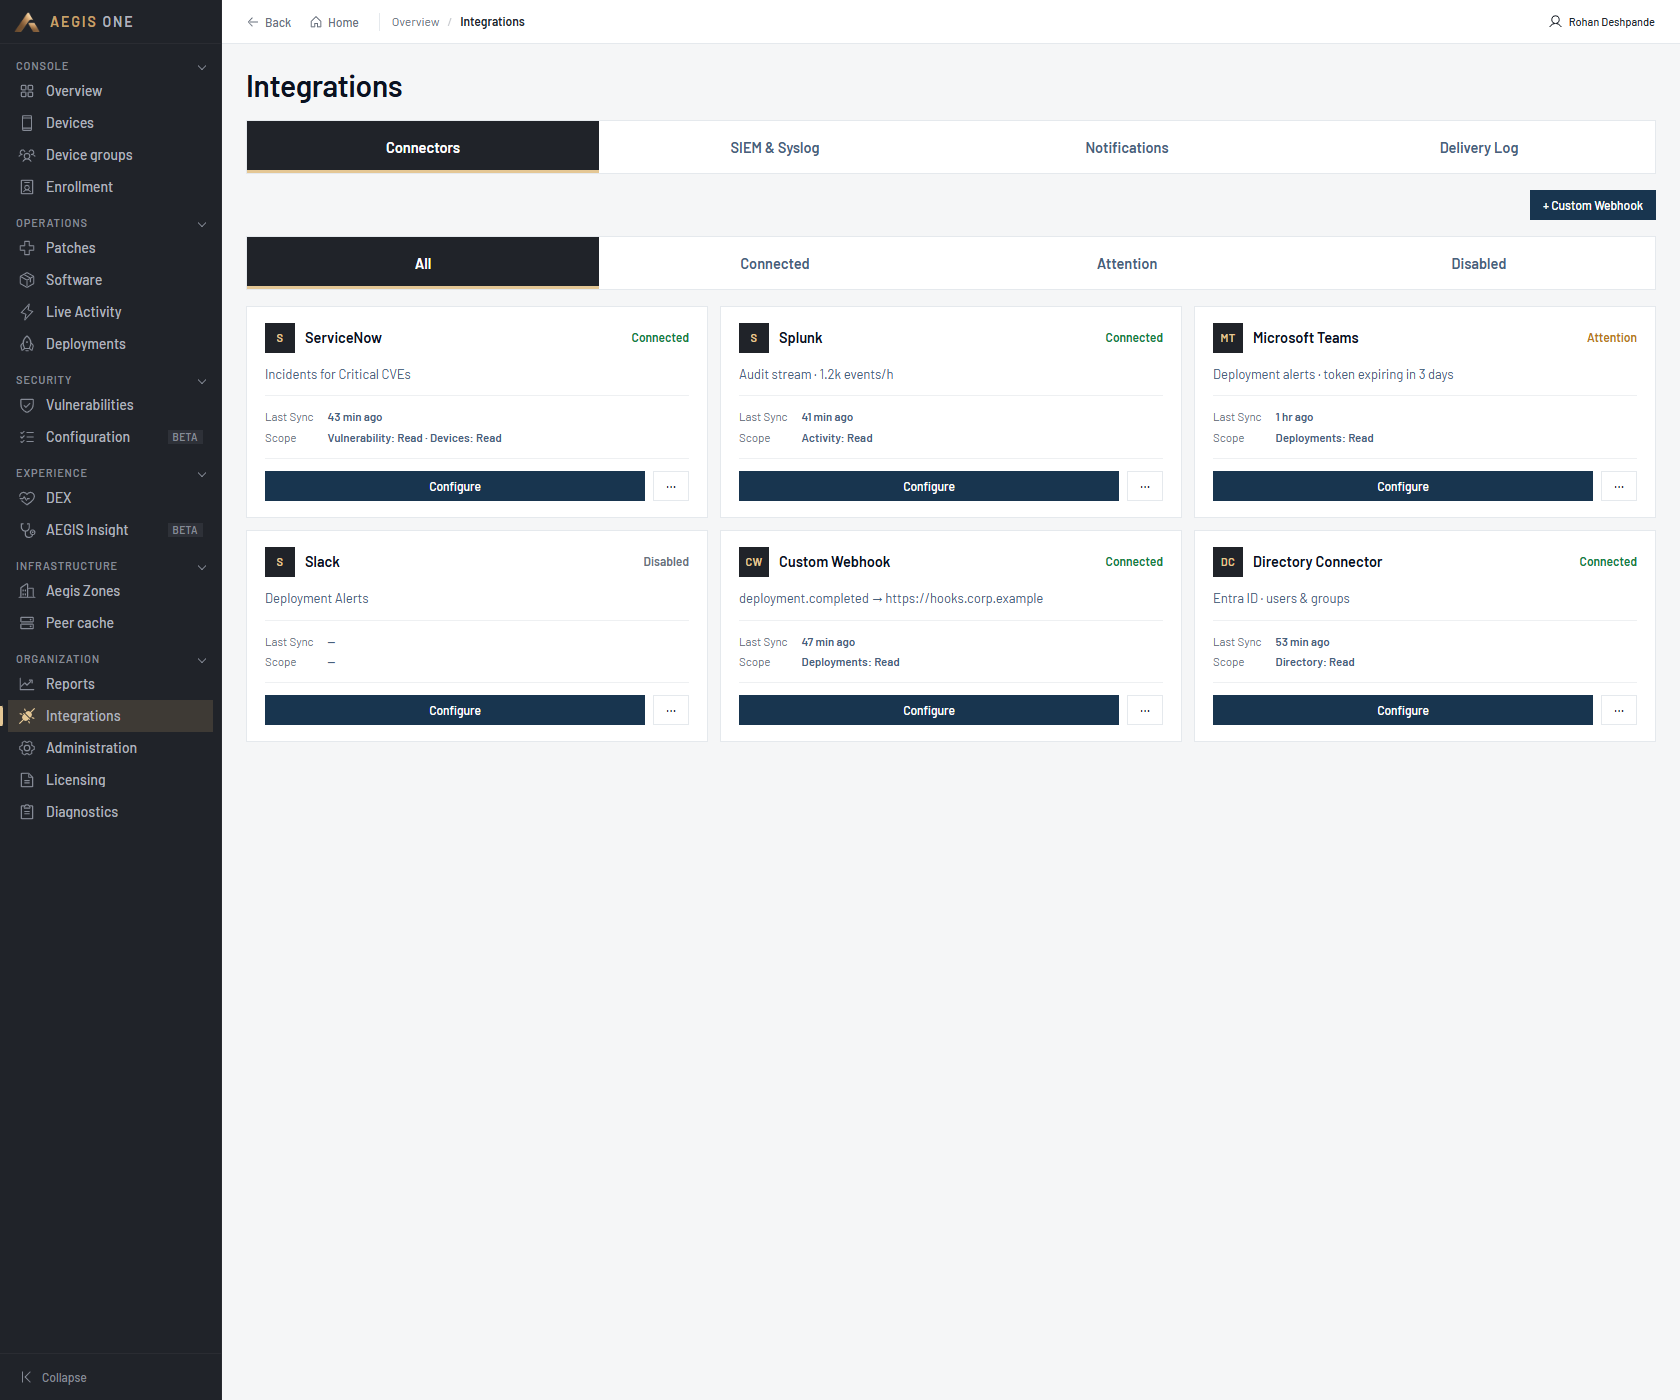 AEGIS ONE
CONSOLE
Overview
Devices
Device groups
Enrollment
OPERATIONS
Patches
Software
Live Activity
Deployments
SECURITY
Vulnerabilities
Configuration BETA
EXPERIENCE
DEX
AEGIS Insight BETA
INFRASTRUCTURE
Aegis Zones
Peer cache
ORGANIZATION
Reports
Integrations
Administration
Licensing
Diagnostics
Collapse
Back Home Overview / Integrations Rohan Deshpande
Integrations
Connectors SIEM & Syslog Notifications Delivery Log
+ Custom Webhook
All Connected Attention Disabled
S ServiceNow Connected
Incidents for Critical CVEs
Last Sync 43 min ago
Scope Vulnerability: Read · Devices: Read
Configure ...
S Splunk Connected
Audit stream · 1.2k events/h
Last Sync 41 min ago
Scope Activity: Read
Configure ...
MT Microsoft Teams Attention
Deployment alerts · token expiring in 3 days
Last Sync 1 hr ago
Scope Deployments: Read
Configure ...
S Slack Disabled
Deployment Alerts
Last Sync —
Scope —
Configure ...
CW Custom Webhook Connected
deployment.completed → https://hooks.corp.example
Last Sync 47 min ago
Scope Deployments: Read
Configure ...
DC Directory Connector Connected
Entra ID · users & groups
Last Sync 53 min ago
Scope Directory: Read
Configure ...